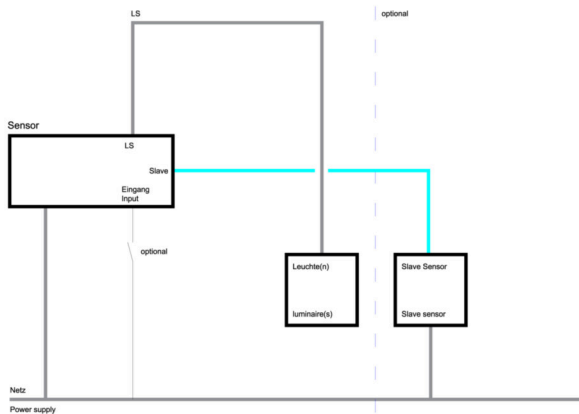 LS
optional
Sensor
LS
Slave
Eingang
Input
optional
Leuchte(n)
luminaire(s)
Slave Sensor
Slave sensor
Netz
Power supply